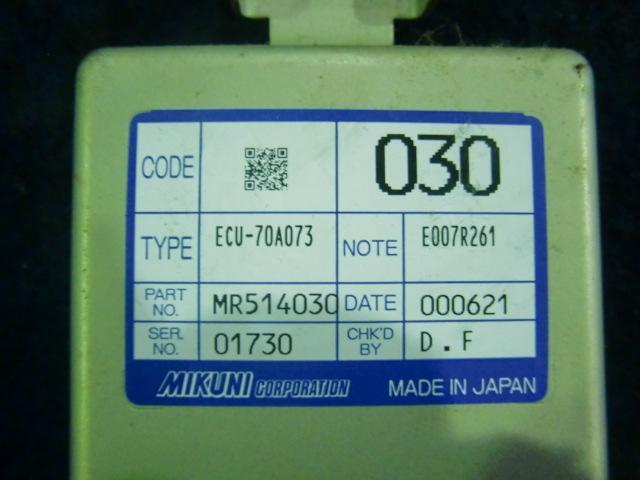 CODE 030
TYPE ECU-70A073 NOTE E007R261
PART NO. MR514030 DATE 000621
SER. NO. 01730 CHK'D BY D.F
MIKUNI CORPORATION MADE IN JAPAN